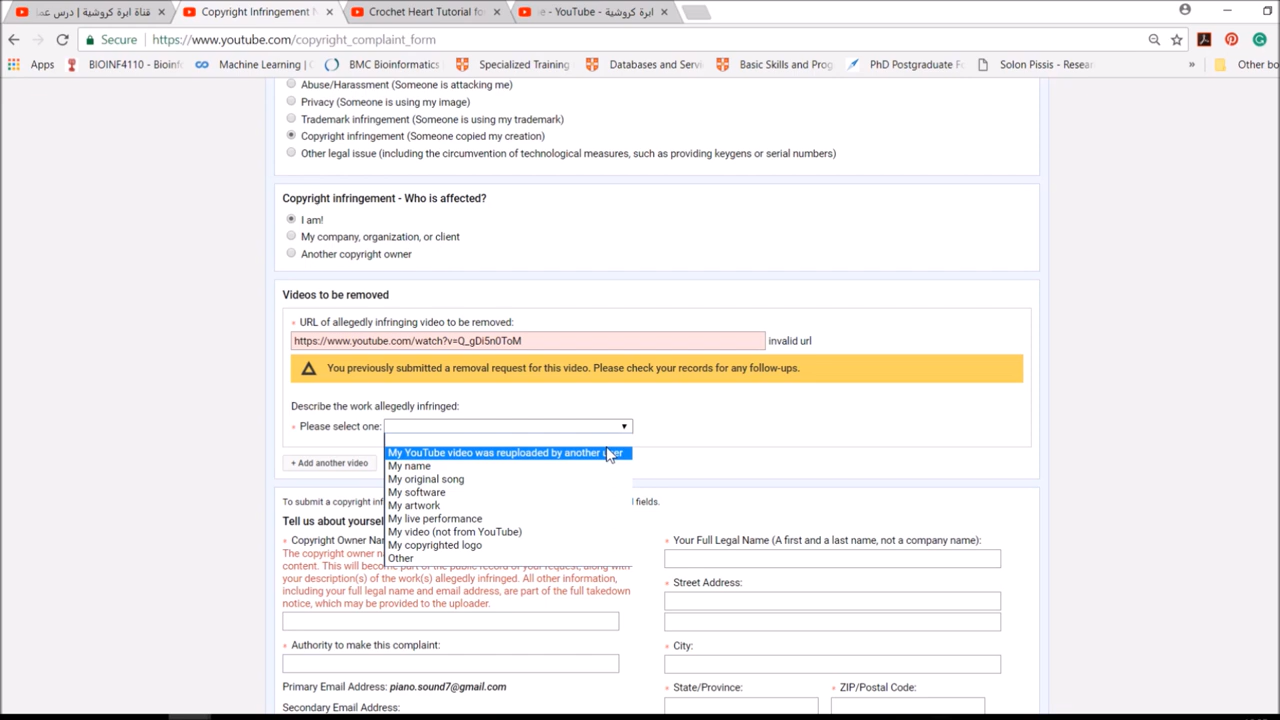 قناة ابرة كروشية | درس عما
Copyright Infringement N
Crochet Heart Tutorial for
ابرة كروشية - YouTube - e
Secure
https://www.youtube.com/copyright_complaint_form
Apps
BIOINF4110 - Bioinf
Machine Learning | C
BMC Bioinformatics
Specialized Training
Databases and Servi
Basic Skills and Prog
PhD Postgraduate F
Solon Pissis - Resear
»
Other bo
Abuse/Harassment (Someone is attacking me)
Privacy (Someone is using my image)
Trademark infringement (Someone is using my trademark)
Copyright infringement (Someone copied my creation)
Other legal issue (including the circumvention of technological measures, such as providing keygens or serial numbers)
Copyright infringement - Who is affected?
I am!
My company, organization, or client
Another copyright owner
Videos to be removed
* URL of allegedly infringing video to be removed:
https://www.youtube.com/watch?v=Q_gDi5n0ToM invalid url
You previously submitted a removal request for this video. Please check your records for any follow-ups.
Describe the work allegedly infringed:
* Please select one:
My YouTube video was reuploaded by another user
My name
My original song
My software
My artwork
My live performance
My video (not from YouTube)
My copyrighted logo
Other
+ Add another video
To submit a copyright inf
d fields.
Tell us about yourself
* Copyright Owner Na
The copyright owner n
content. This will become part of the public record of your request, along with
your description(s) of the work(s) allegedly infringed. All other information,
including your full legal name and email address, are part of the full takedown
notice, which may be provided to the uploader.
* Authority to make this complaint:
Primary Email Address: piano.sound7@gmail.com
Secondary Email Address:
* Your Full Legal Name (A first and a last name, not a company name):
* Street Address:
* City:
* State/Province:
* ZIP/Postal Code: